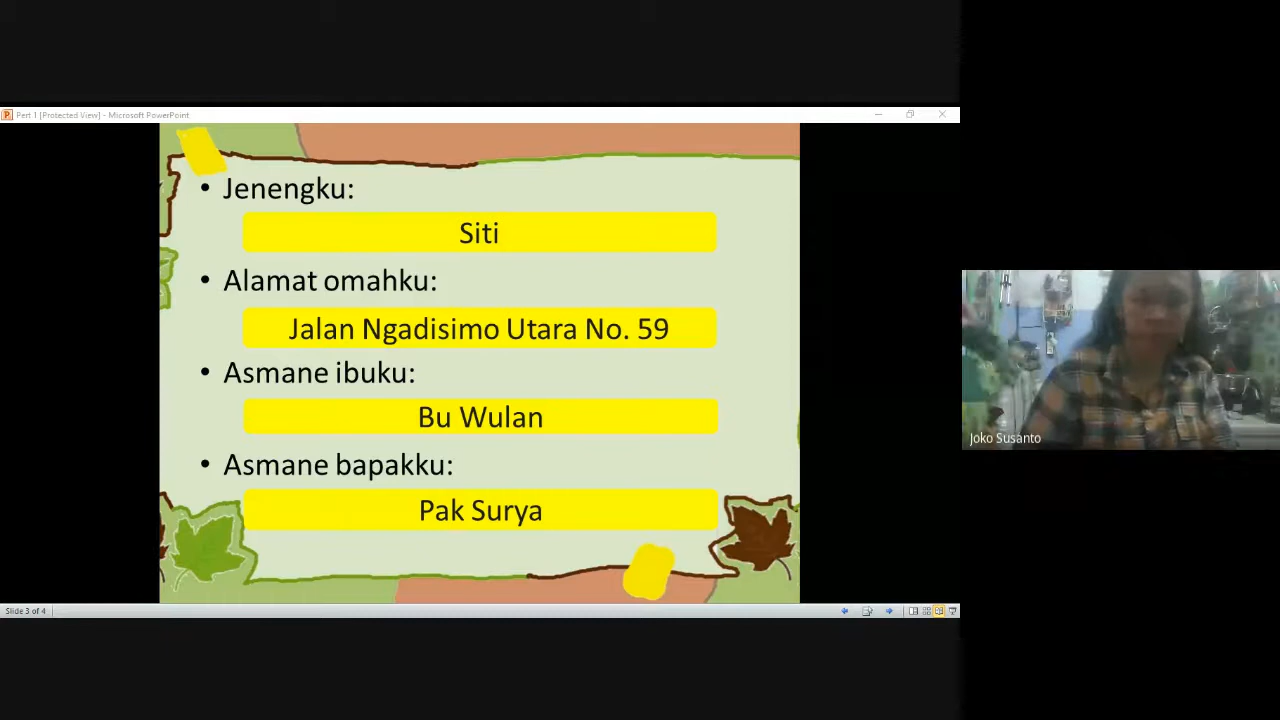 Pert 1 [Protected View] - Microsoft PowerPoint
• Jenengku:
Siti
• Alamat omahku:
Jalan Ngadisimo Utara No. 59
• Asmane ibuku:
Bu Wulan
• Asmane bapakku:
Pak Surya
Joko Susanto
Slide 3 of 4